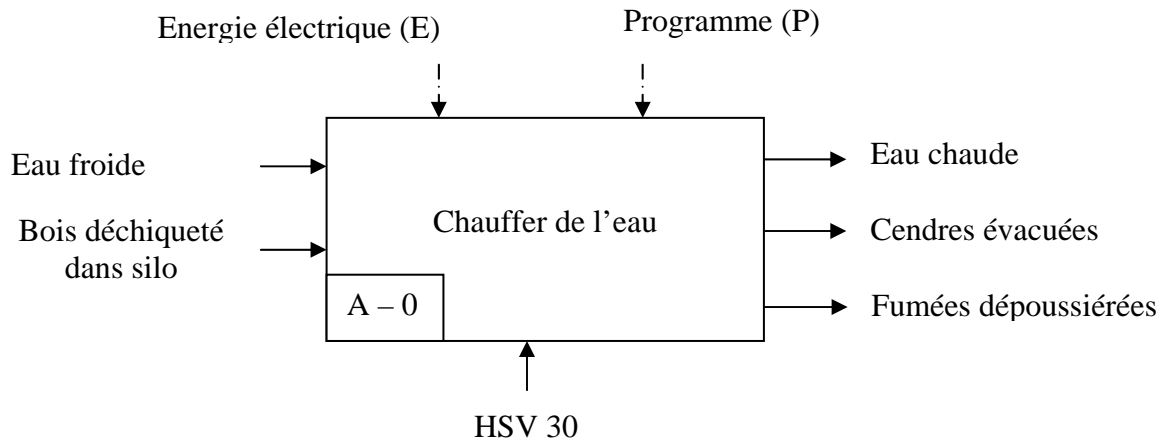 Energie électrique (E)
Programme (P)
Eau froide
Bois déchiqueté
dans silo
Chauffer de l'eau
A – 0
Eau chaude
Cendres évacuées
Fumées dépoussiérées
HSV 30